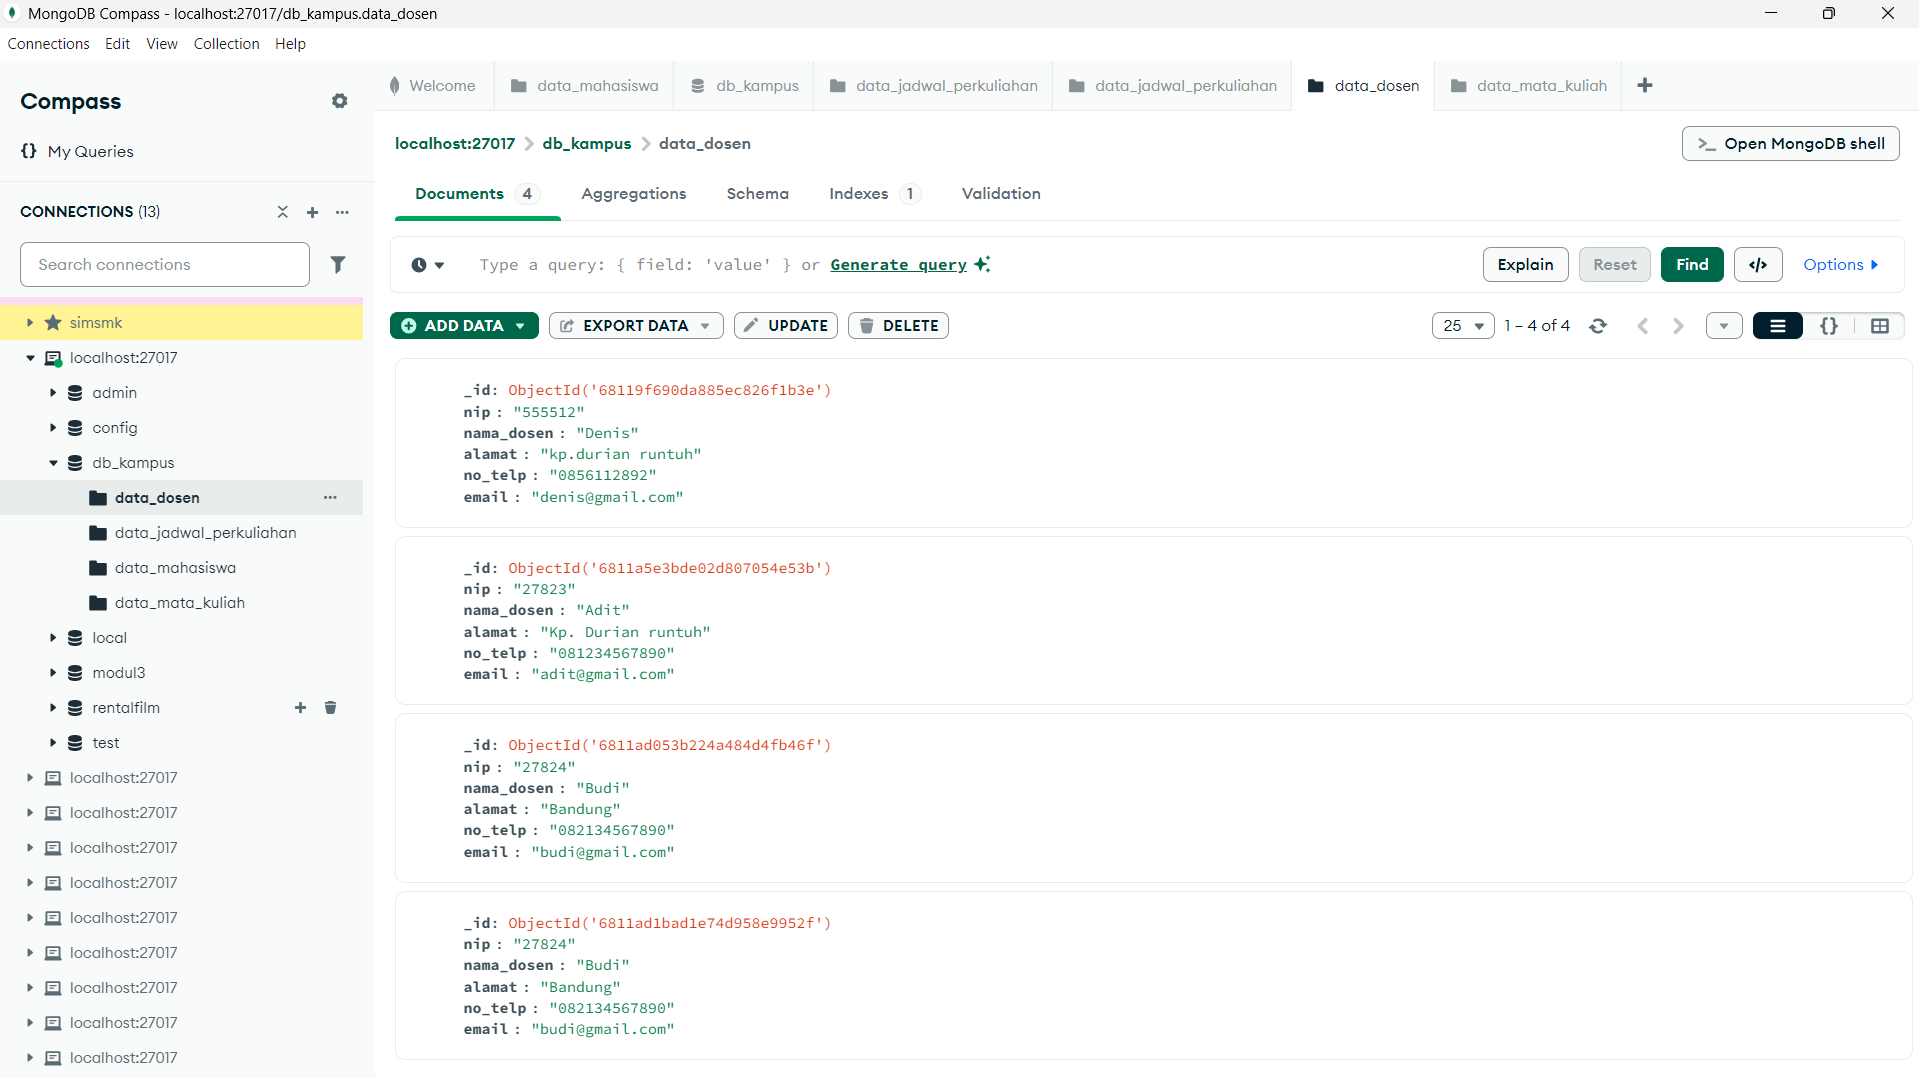 MongoDB Compass - localhost:27017/db_kampus.data_dosen
Connections Edit View Collection Help
Compass
My Queries
CONNECTIONS (13)
Search connections
simsmk
localhost:27017
admin
config
db_kampus
data_dosen
data_jadwal_perkuliahan
data_mahasiswa
data_mata_kuliah
local
modul3
rentalfilm
test
localhost:27017
localhost:27017
localhost:27017
localhost:27017
localhost:27017
localhost:27017
localhost:27017
localhost:27017
localhost:27017
Welcome data_mahasiswa db_kampus data_jadwal_perkuliahan data_jadwal_perkuliahan data_dosen data_mata_kuliah
localhost:27017 db_kampus data_dosen
Open MongoDB shell
Documents 4 Aggregations Schema Indexes 1 Validation
Type a query: { field: 'value' } or Generate query
Explain Reset Find </> Options
ADD DATA EXPORT DATA UPDATE DELETE
25 1 – 4 of 4 {}
_id: ObjectId('68119f690da885ec826f1b3e')
nip : "555512"
nama_dosen : "Denis"
alamat : "kp.durian runtuh"
no_telp : "0856112892"
email : "denis@gmail.com"
_id: ObjectId('6811a5e3bde02d807054e53b')
nip : "27823"
nama_dosen : "Adit"
alamat : "Kp. Durian runtuh"
no_telp : "081234567890"
email : "adit@gmail.com"
_id: ObjectId('6811ad053b224a484d4fb46f')
nip : "27824"
nama_dosen : "Budi"
alamat : "Bandung"
no_telp : "082134567890"
email : "budi@gmail.com"
_id: ObjectId('6811ad1bad1e74d958e9952f')
nip : "27824"
nama_dosen : "Budi"
alamat : "Bandung"
no_telp : "082134567890"
email : "budi@gmail.com"